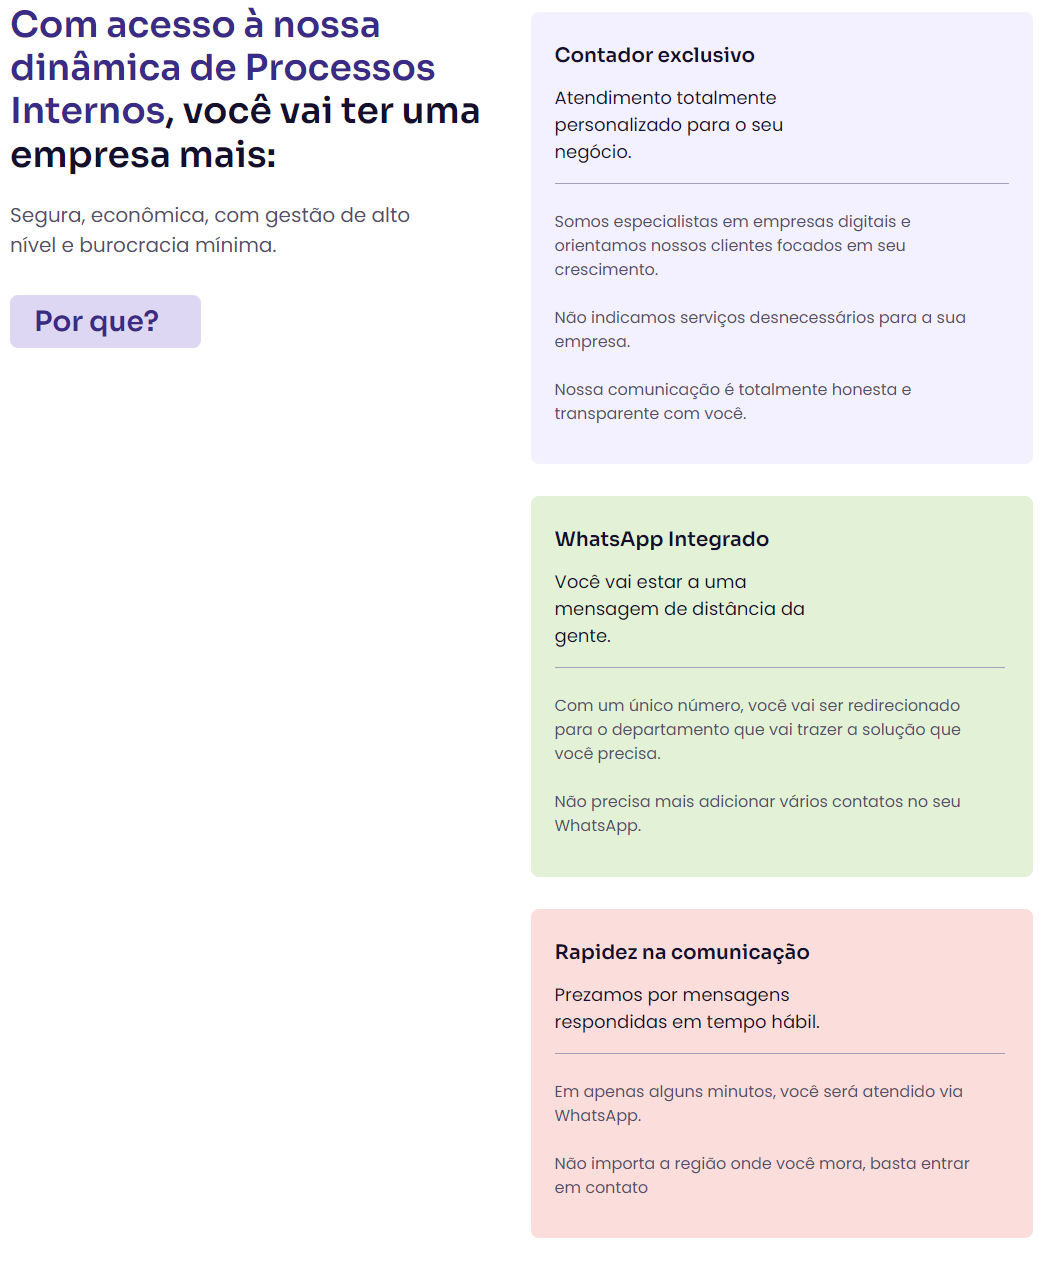 Com acesso à nossa
dinâmica de Processos
Internos, você vai ter uma
empresa mais:
Segura, econômica, com gestão de alto
nível e burocracia mínima.
Por que?
Contador exclusivo
Atendimento totalmente
personalizado para o seu
negócio.
Somos especialistas em empresas digitais e
orientamos nossos clientes focados em seu
crescimento.
Não indicamos serviços desnecessários para a sua
empresa.
Nossa comunicação é totalmente honesta e
transparente com você.
WhatsApp Integrado
Você vai estar a uma
mensagem de distância da
gente.
Com um único número, você vai ser redirecionado
para o departamento que vai trazer a solução que
você precisa.
Não precisa mais adicionar vários contatos no seu
WhatsApp.
Rapidez na comunicação
Prezamos por mensagens
respondidas em tempo hábil.
Em apenas alguns minutos, você será atendido via
WhatsApp.
Não importa a região onde você mora, basta entrar
em contato